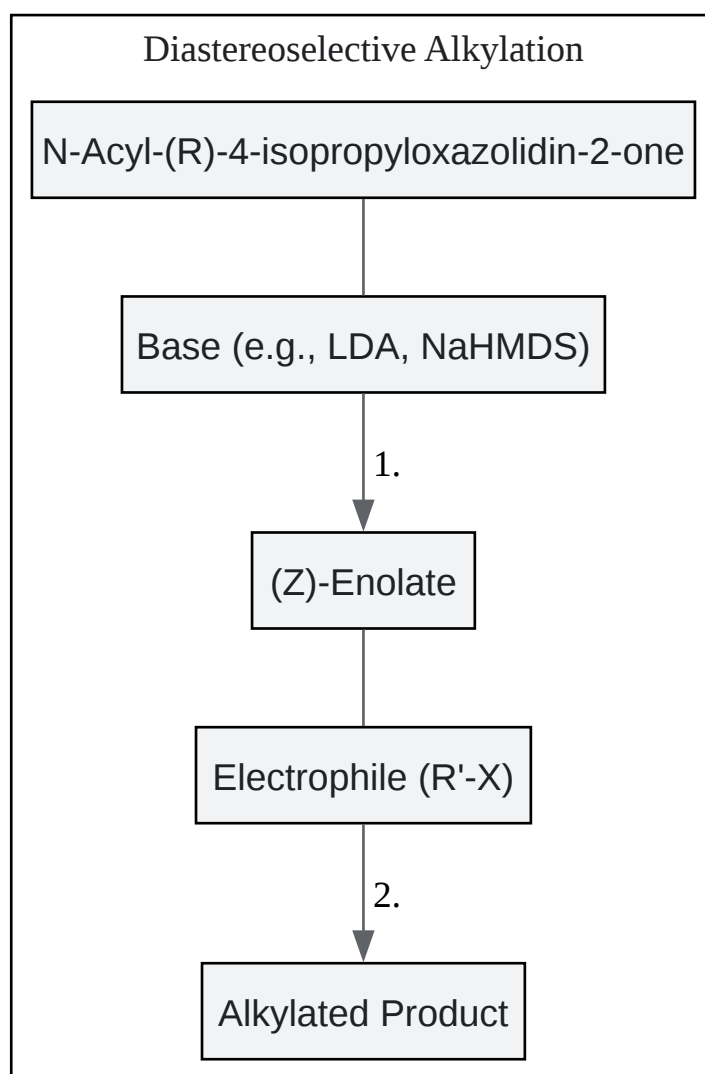 Diastereoselective Alkylation
N-Acyl-(R)-4-isopropyloxazolidin-2-one
Base (e.g., LDA, NaHMDS)
1.
(Z)-Enolate
Electrophile (R'-X)
2.
Alkylated Product